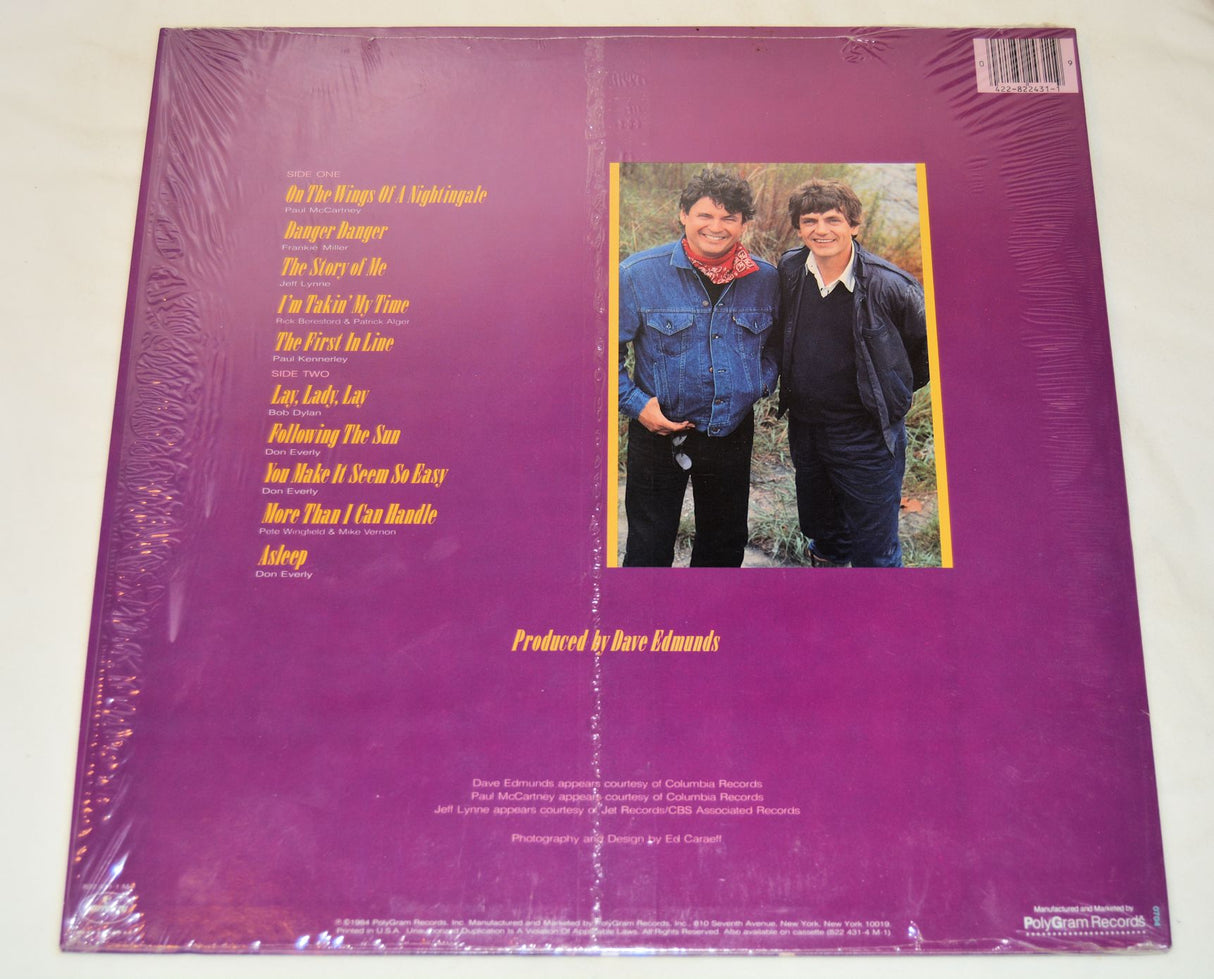 0
9
422-822431-1
SIDE ONE
On The Wings Of A Nightingale
Paul McCartney
Danger Danger
Frankie Miller
The Story of Me
Jeff Lynne
I'm Takin' My Time
Rick Beresford & Patrick Alger
The First In Line
Paul Kennerley
SIDE TWO
Lay, Lady, Lay
Bob Dylan
Following The Sun
Don Everly
You Make It Seem So Easy
Don Everly
More Than I Can Handle
Pete Wingfield & Mike Vernon
Asleep
Don Everly
Produced by Dave Edmunds
Dave Edmunds appears courtesy of Columbia Records
Paul McCartney appears courtesy of Columbia Records
Jeff Lynne appears courtesy of Jet Records/CBS Associated Records
Photography and Design by Ed Caraeff
℗ ©1984 PolyGram Records, Inc. Manufactured and Marketed by PolyGram Records, Inc. 810 Seventh Avenue, New York, New York 10019.
Printed in U.S.A. Unauthorized Duplication is A Violation Of Applicable Laws. All Rights Reserved. Also available on cassette (822 431-4 M-1)
Manufactured and Marketed by
PolyGram Records
0784